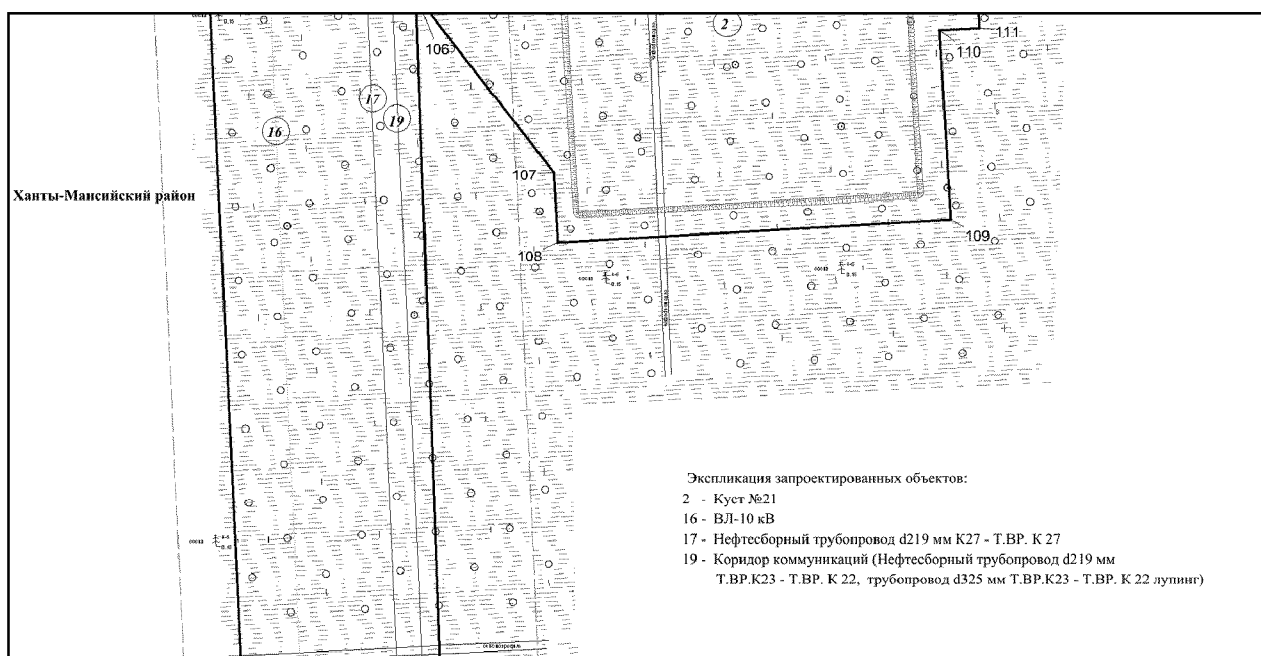 2
106
111
110
17
19
16
107
Ханты-Мансийский район
108
109
Экспликация запроектированных объектов:
2 - Куст №21
16 - ВЛ-10 кВ
17 - Нефтесборный трубопровод d219 мм К27 - Т.ВР. К 27
19 - Коридор коммуникаций (Нефтесборный трубопровод d219 мм
Т.ВР.К23 - Т.ВР. К 22, трубопровод d325 мм Т.ВР.К23 - Т.ВР. К 22 лупинг)